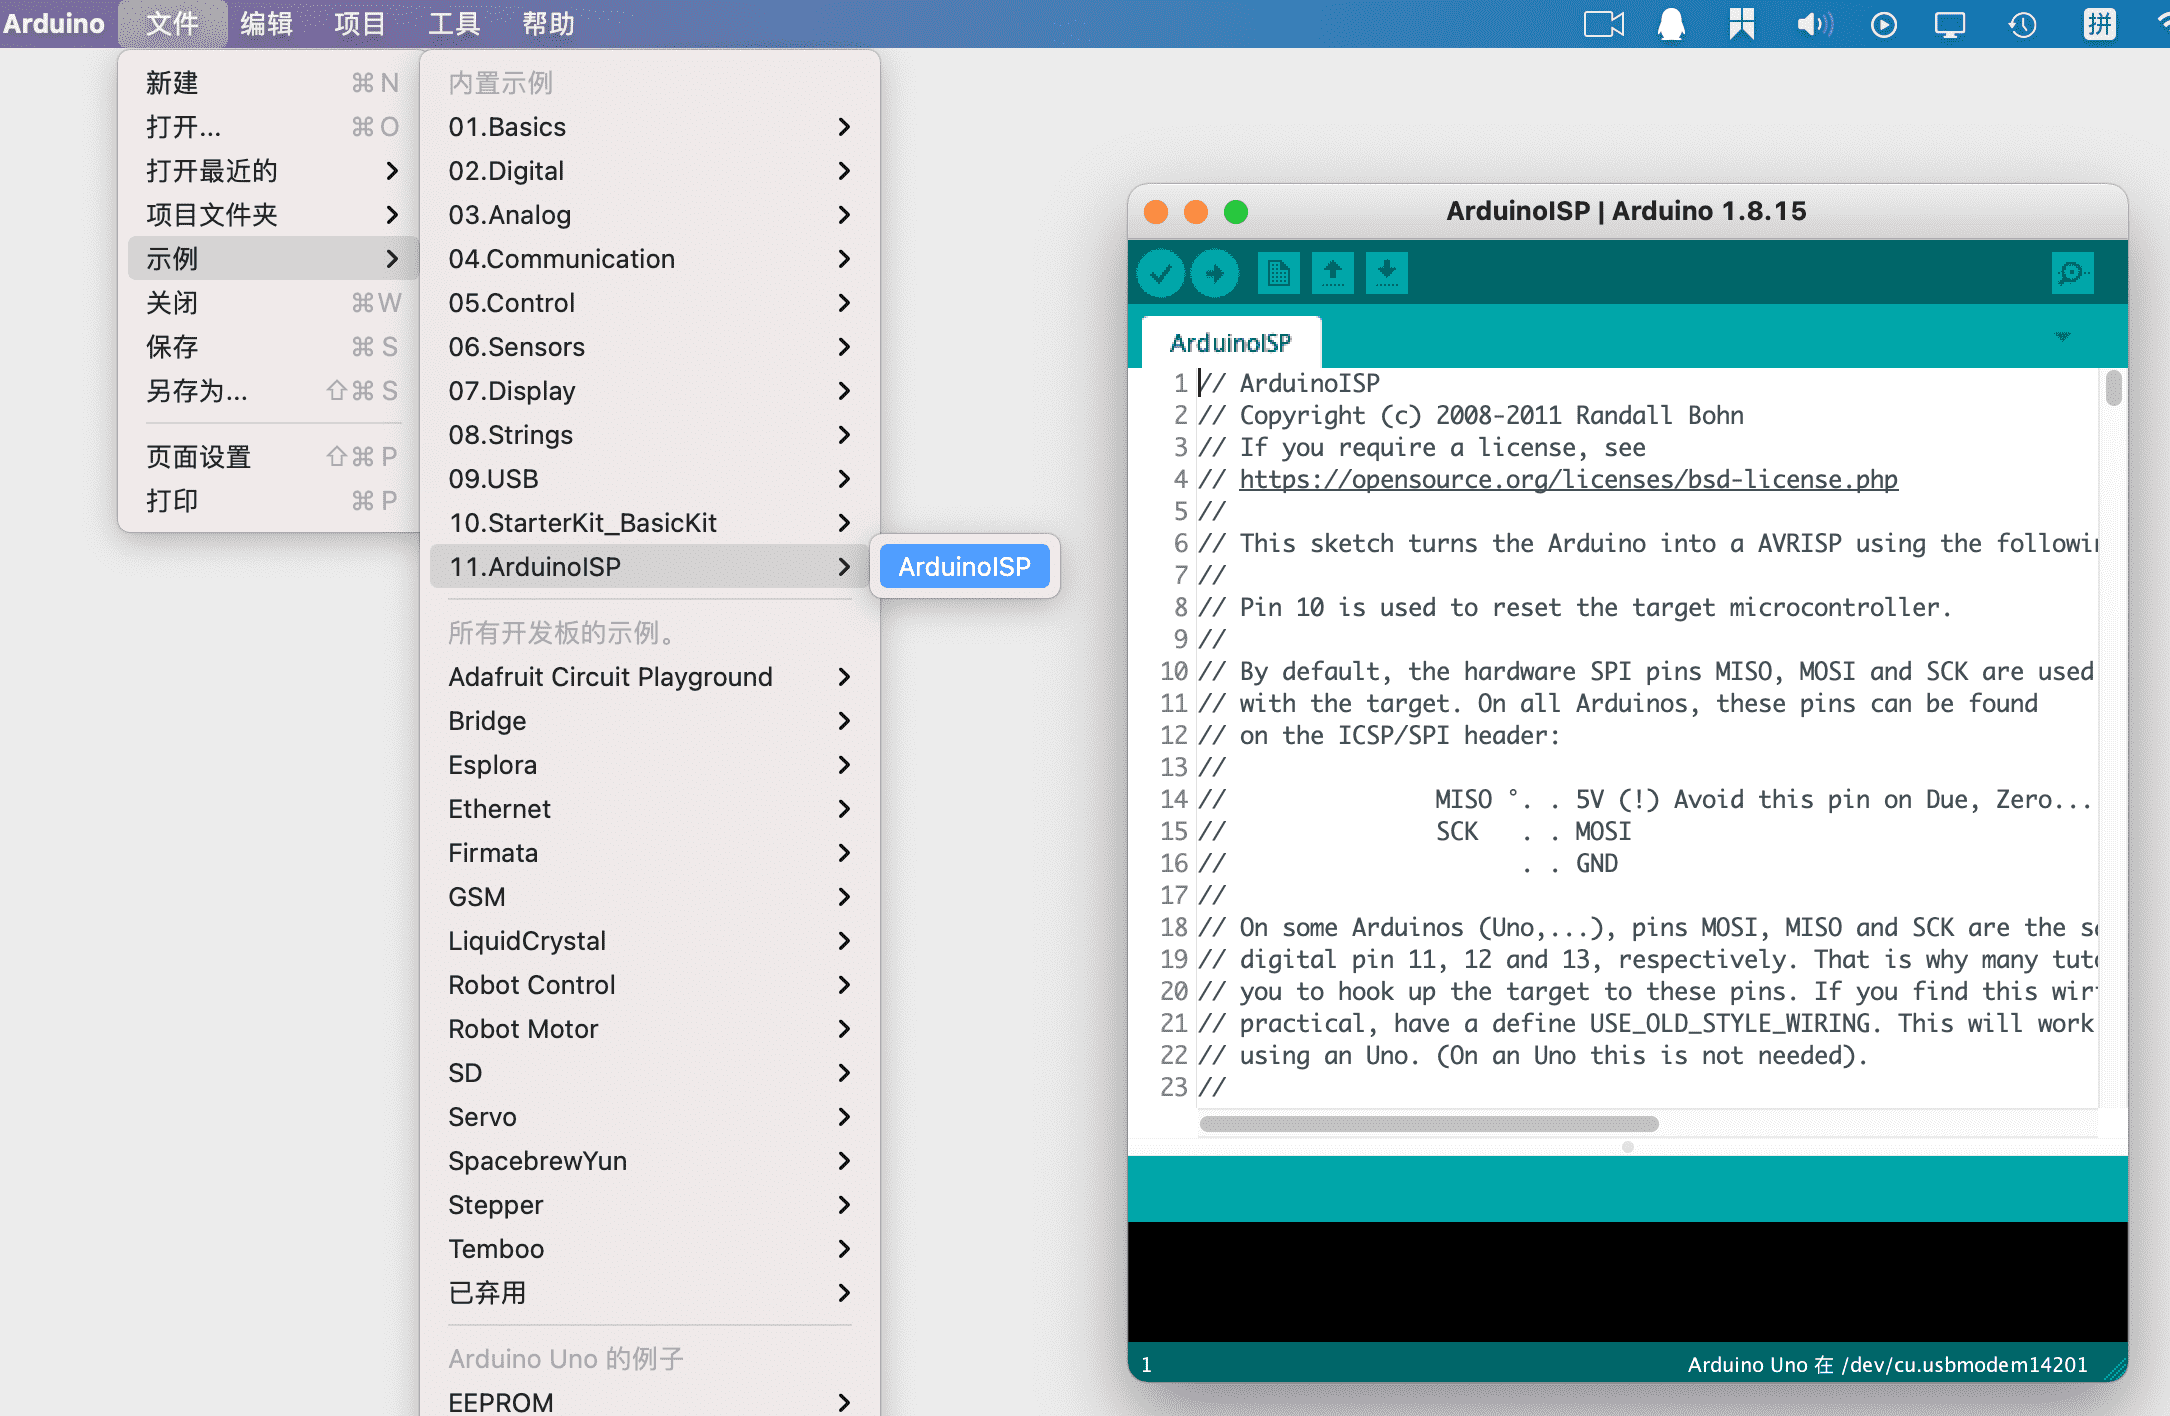 Arduino 文件 编辑 项目 工具 帮助 拼
新建 ⌘ N
打开... ⌘ O
打开最近的
项目文件夹
示例
关闭 ⌘ W
保存 ⌘ S
另存为... ⇧⌘ S
页面设置 ⇧⌘ P
打印 ⌘ P
内置示例
01.Basics
02.Digital
03.Analog
04.Communication
05.Control
06.Sensors
07.Display
08.Strings
09.USB
10.StarterKit_BasicKit
11.ArduinoISP
ArduinoISP
所有开发板的示例。
Adafruit Circuit Playground
Bridge
Esplora
Ethernet
Firmata
GSM
LiquidCrystal
Robot Control
Robot Motor
SD
Servo
SpacebrewYun
Stepper
Temboo
已弃用
Arduino Uno 的例子
EEPROM
ArduinoISP | Arduino 1.8.15
ArduinoISP
1 // ArduinoISP
2 // Copyright (c) 2008-2011 Randall Bohn
3 // If you require a license, see
4 // https://opensource.org/licenses/bsd-license.php
5 //
6 // This sketch turns the Arduino into a AVRISP using the
7 //
8 // Pin 10 is used to reset the target microcontroller.
9 //
10 // By default, the hardware SPI pins MISO, MOSI and SCK are used
11 // with the target. On all Arduinos, these pins can be found
12 // on the ICSP/SPI header:
13 //
14 // MISO °. . 5V (!) Avoid this pin on Due, Zero...
15 // SCK . . MOSI
16 // . . GND
17 //
18 // On some Arduinos (Uno,...), pins MOSI, MISO and SCK are the
19 // digital pin 11, 12 and 13, respectively. That is why many
20 // you to hook up the target to these pins. If you find this
21 // practical, have a define USE_OLD_STYLE_WIRING. This will work
22 // using an Uno. (On an Uno this is not needed).
23 //
1 Arduino Uno 在 /dev/cu.usbmodem14201